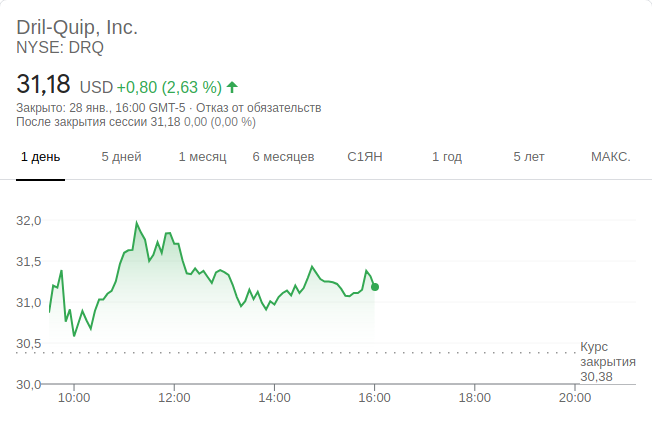 Dril-Quip, Inc.
NYSE: DRQ
31,18 USD +0,80 (2,63 %)
Закрыто: 28 янв., 16:00 GMT-5 · Отказ от обязательств
После закрытия сессии 31,18 0,00 (0,00 %)
1 день 5 дней 1 месяц 6 месяцев С1ЯН 1 год 5 лет МАКС.
32,0
31,5
31,0
30,5
30,0
Курс
закрытия
30,38
10:00 12:00 14:00 16:00 18:00 20:00